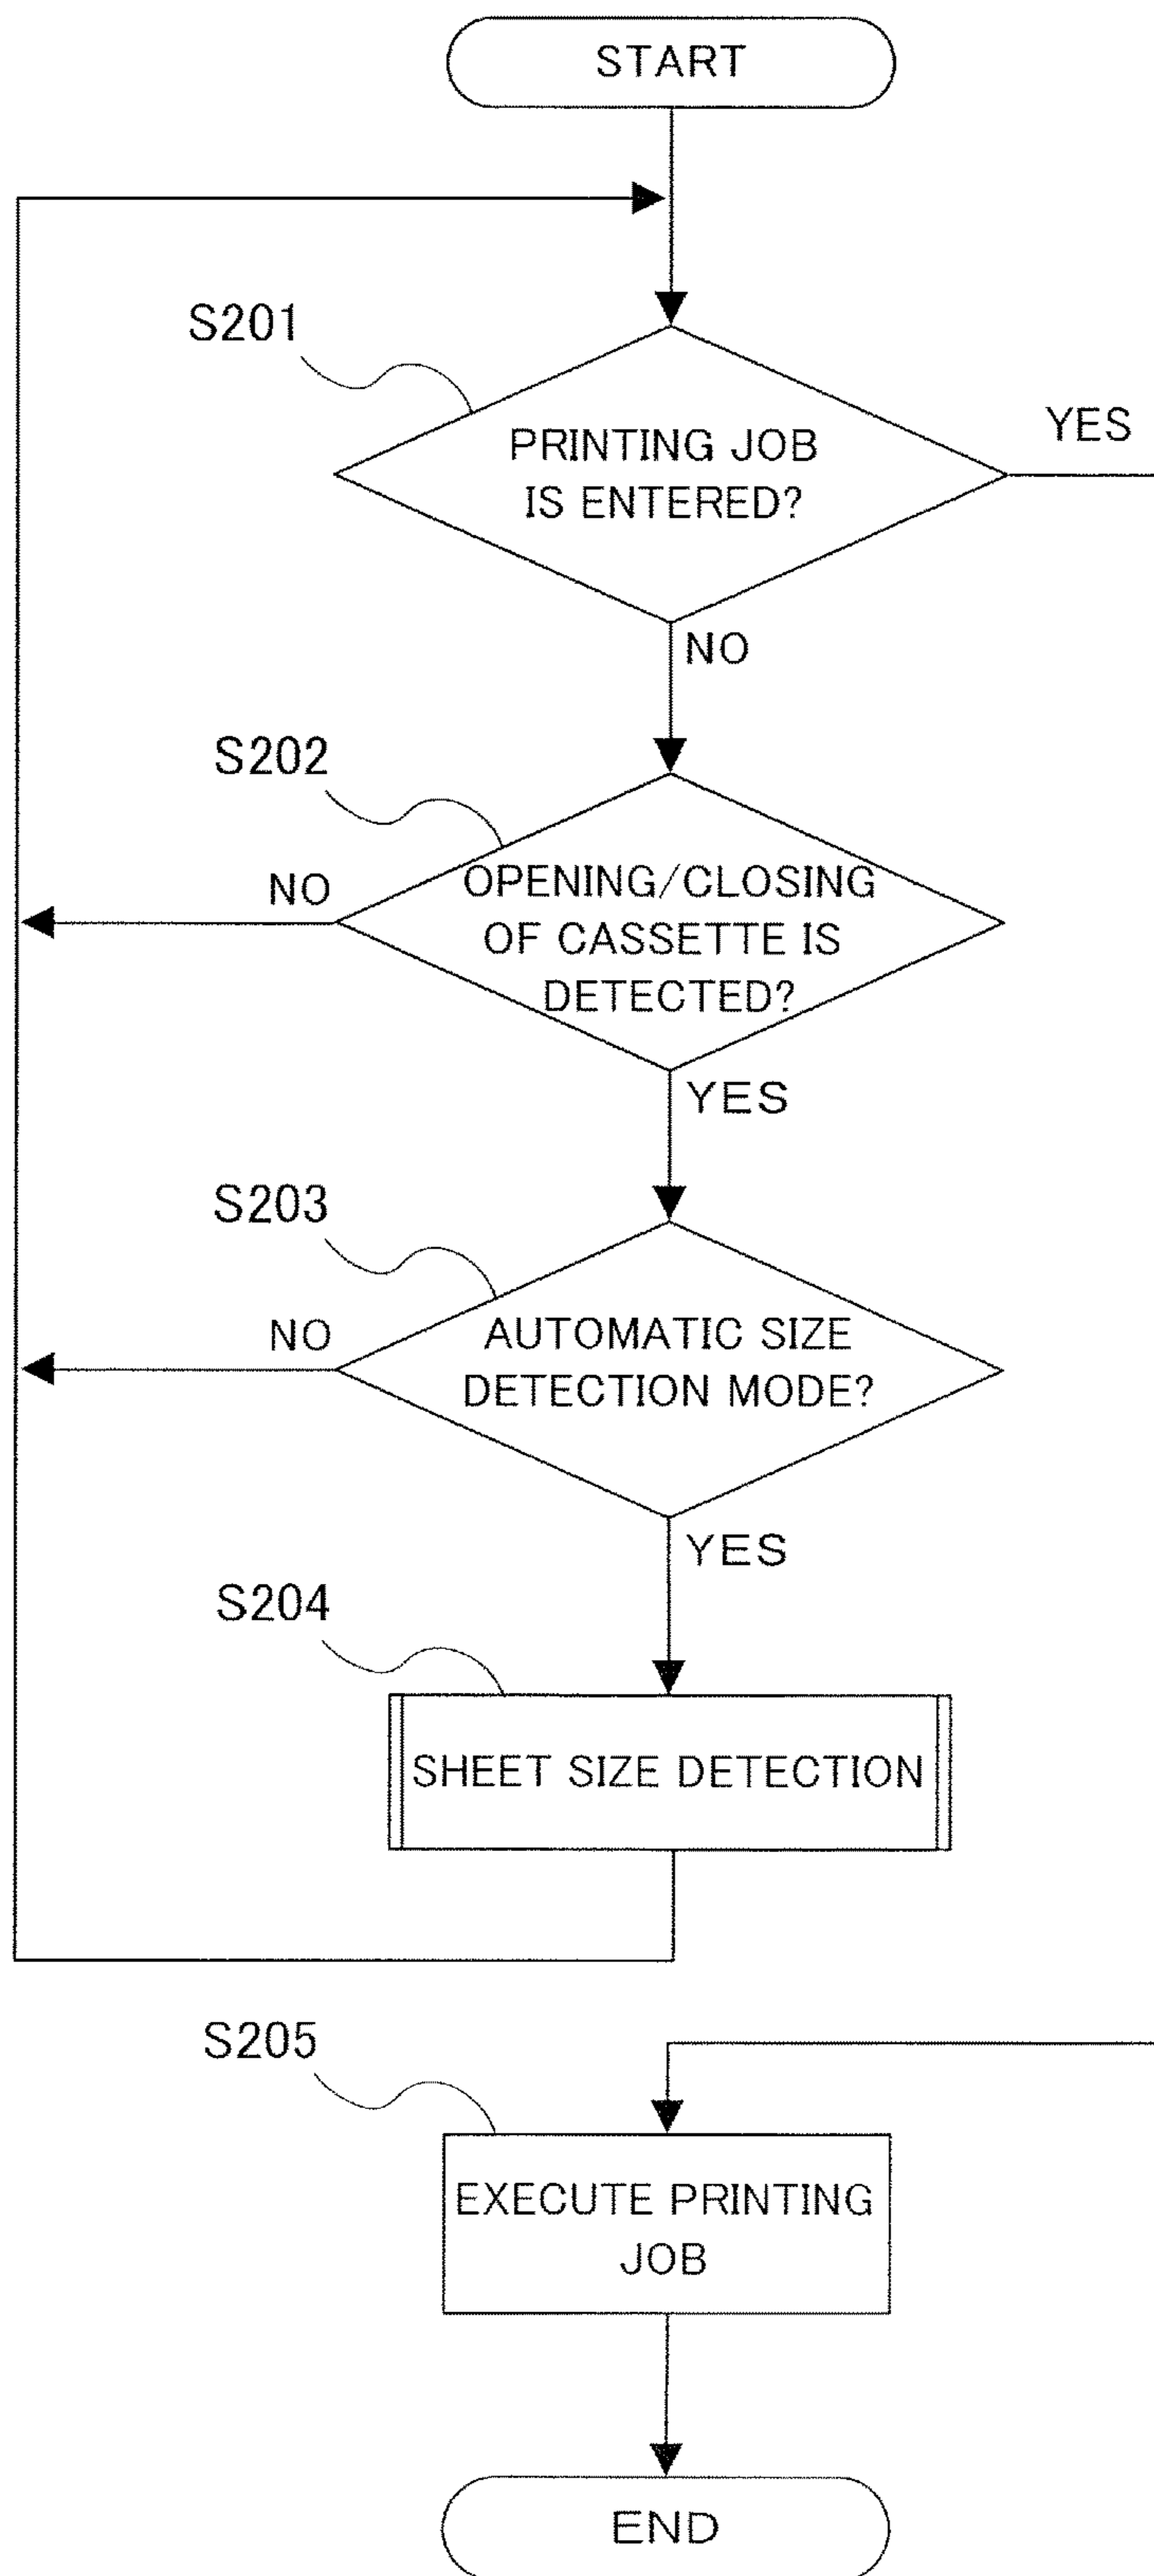 START
S201
PRINTING JOB
IS ENTERED?
YES
NO
S202
NO
OPENING/CLOSING
OF CASSETTE IS
DETECTED?
YES
S203
NO
AUTOMATIC SIZE
DETECTION MODE?
YES
S204
SHEET SIZE DETECTION
S205
EXECUTE PRINTING
JOB
END